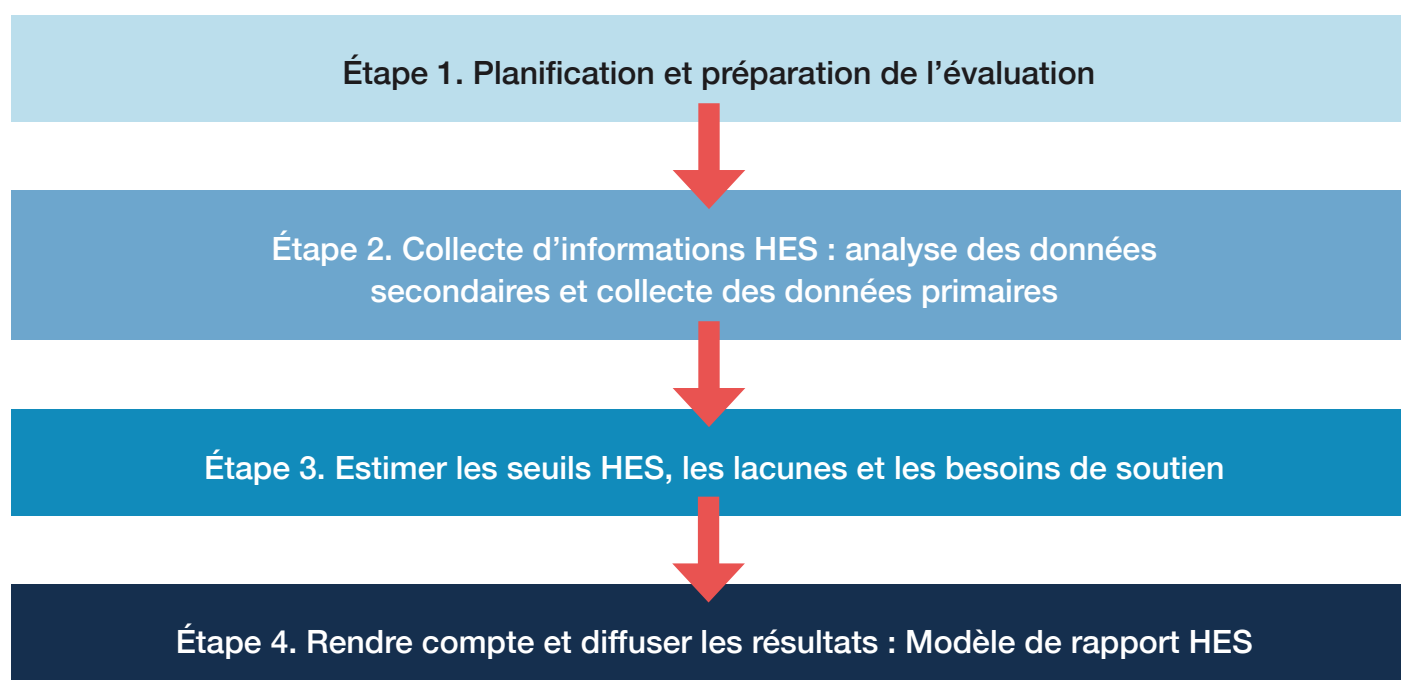 Étape 1. Planification et préparation de l’évaluation
Étape 2. Collecte d’informations HES : analyse des données
secondaires et collecte des données primaires
Étape 3. Estimer les seuils HES, les lacunes et les besoins de soutien
Étape 4. Rendre compte et diffuser les résultats : Modèle de rapport HES